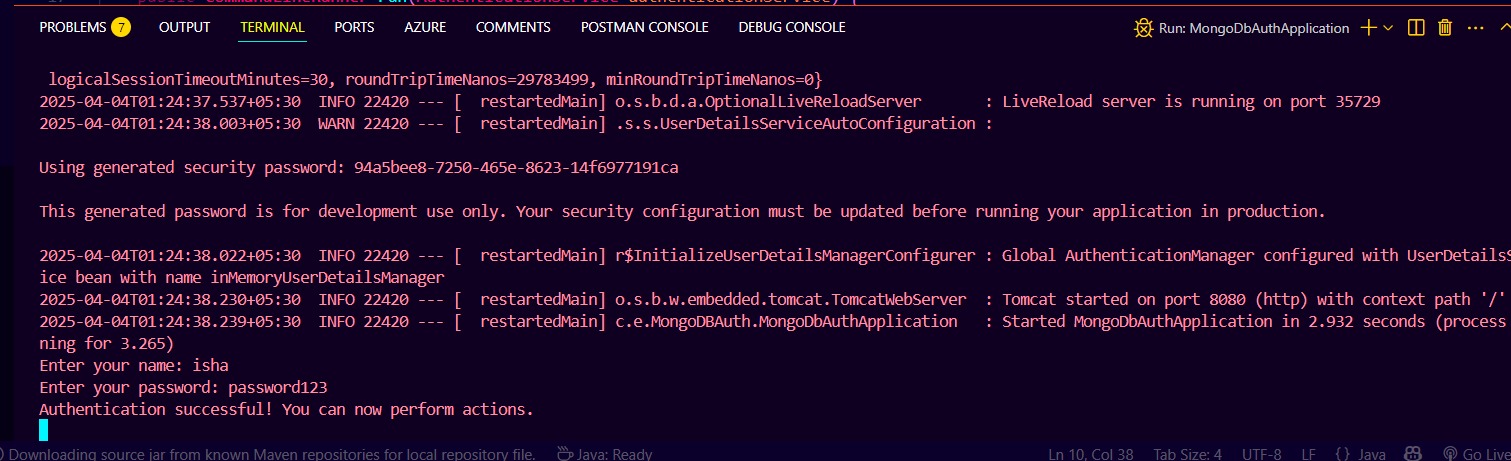 PROBLEMS 7 OUTPUT TERMINAL PORTS AZURE COMMENTS POSTMAN CONSOLE DEBUG CONSOLE Run: MongoDbAuthApplication
logicalSessionTimeoutMinutes=30, roundTripTimeNanos=29783499, minRoundTripTimeNanos=0}
2025-04-04T01:24:37.537+05:30  INFO 22420 --- [  restartedMain] o.s.b.d.a.OptionalLiveReloadServer       : LiveReload server is running on port 35729
2025-04-04T01:24:38.003+05:30  WARN 22420 --- [  restartedMain] .s.s.UserDetailsServiceAutoConfiguration :
Using generated security password: 94a5bee8-7250-465e-8623-14f6977191ca
This generated password is for development use only. Your security configuration must be updated before running your application in production.
2025-04-04T01:24:38.022+05:30  INFO 22420 --- [  restartedMain] r$InitializeUserDetailsManagerConfigurer : Global AuthenticationManager configured with UserDetailsS
ice bean with name inMemoryUserDetailsManager
2025-04-04T01:24:38.230+05:30  INFO 22420 --- [  restartedMain] o.s.b.w.embedded.tomcat.TomcatWebServer  : Tomcat started on port 8080 (http) with context path '/'
2025-04-04T01:24:38.239+05:30  INFO 22420 --- [  restartedMain] c.e.MongoDBAuth.MongoDbAuthApplication   : Started MongoDbAuthApplication in 2.932 seconds (process
ning for 3.265)
Enter your name: isha
Enter your password: password123
Authentication successful! You can now perform actions.
Downloading source jar from known Maven repositories for local repository file. Java: Ready Ln 10, Col 38 Tab Size: 4 UTF-8 LF {} Java Go Live